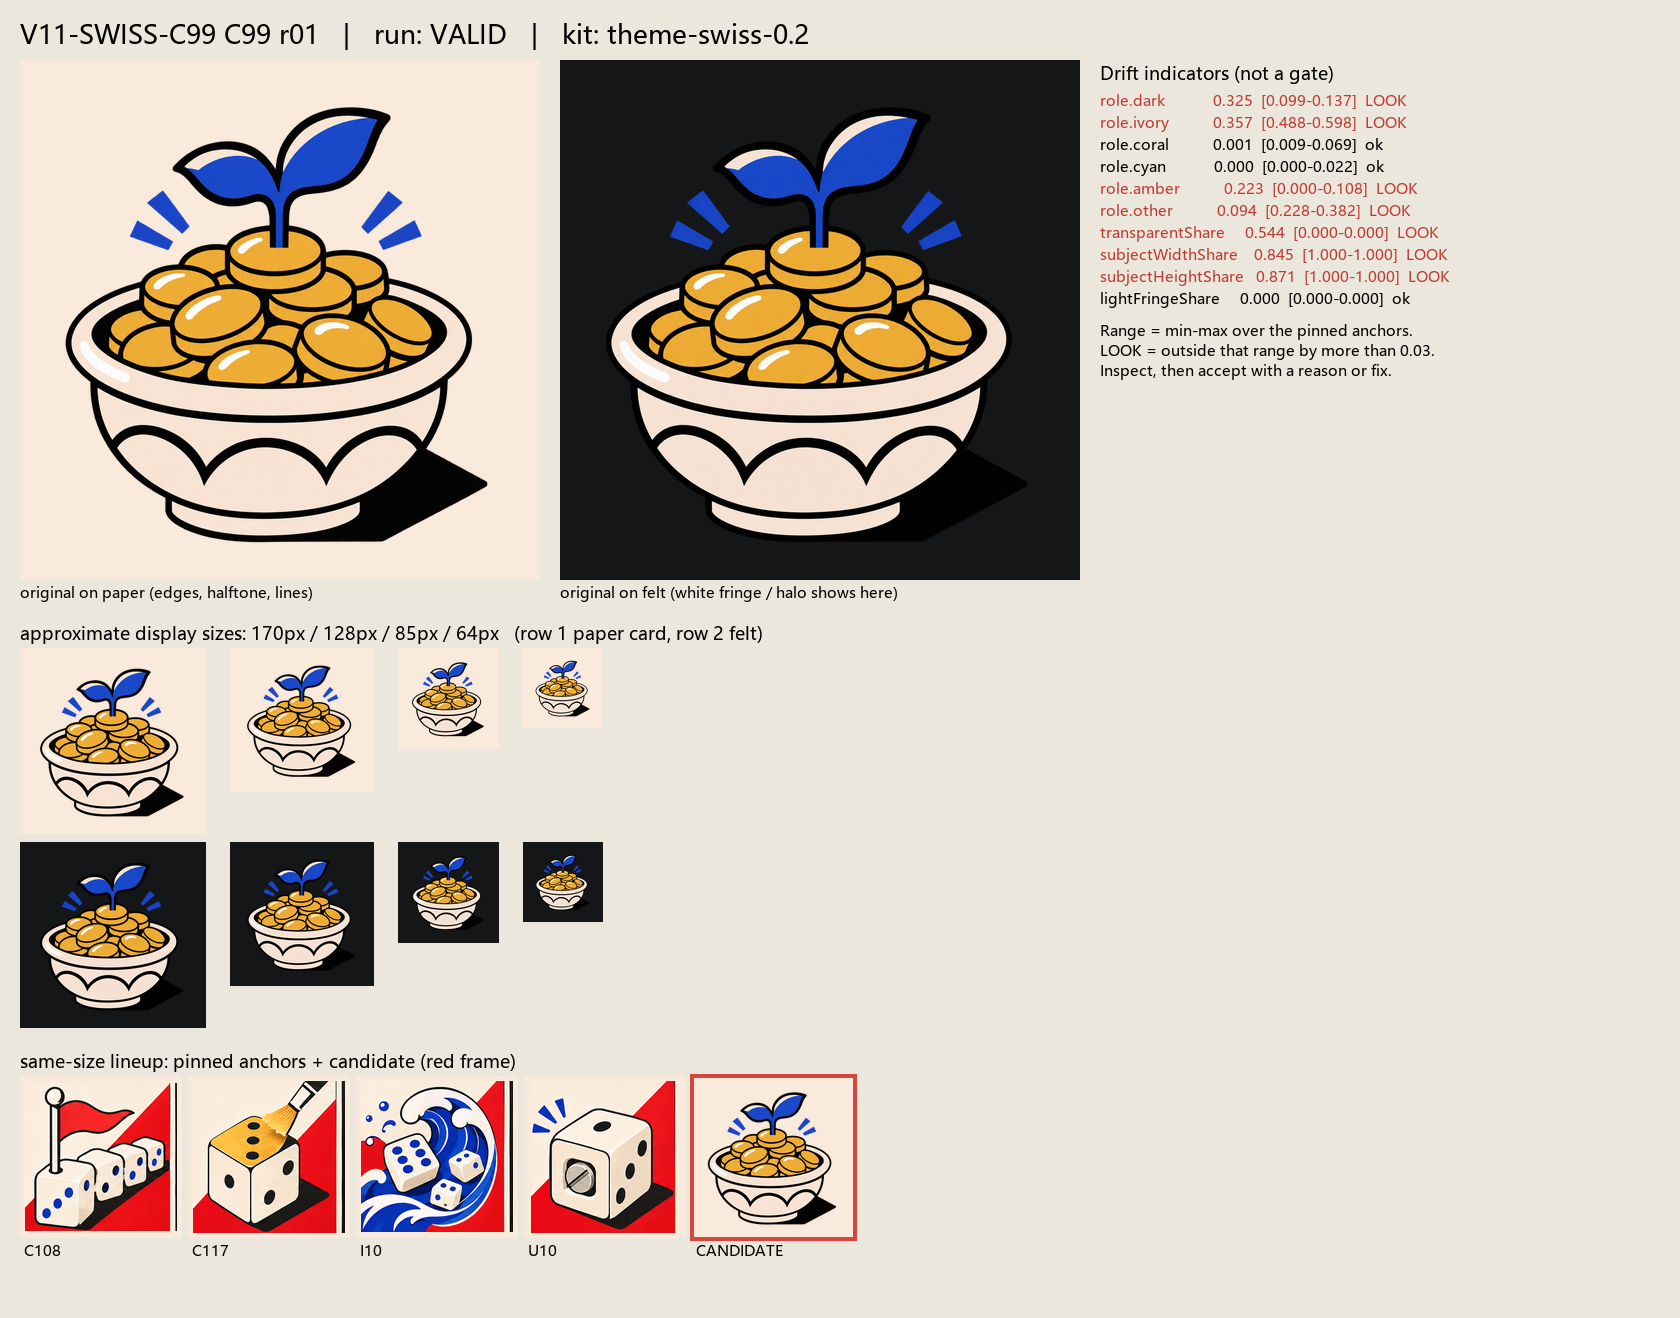 V11-SWISS-C99 C99 r01 | run: VALID | kit: theme-swiss-0.2
Drift indicators (not a gate)
role.dark 0.325 [0.099-0.137] LOOK
role.ivory 0.357 [0.488-0.598] LOOK
role.coral 0.001 [0.009-0.069] ok
role.cyan 0.000 [0.000-0.022] ok
role.amber 0.223 [0.000-0.108] LOOK
role.other 0.094 [0.228-0.382] LOOK
transparentShare 0.544 [0.000-0.000] LOOK
subjectWidthShare 0.845 [1.000-1.000] LOOK
subjectHeightShare 0.871 [1.000-1.000] LOOK
lightFringeShare 0.000 [0.000-0.000] ok
Range = min-max over the pinned anchors.
LOOK = outside that range by more than 0.03.
Inspect, then accept with a reason or fix.
original on paper (edges, halftone, lines)
original on felt (white fringe / halo shows here)
approximate display sizes: 170px / 128px / 85px / 64px (row 1 paper card, row 2 felt)
same-size lineup: pinned anchors + candidate (red frame)
C108
C117
I10
U10
CANDIDATE